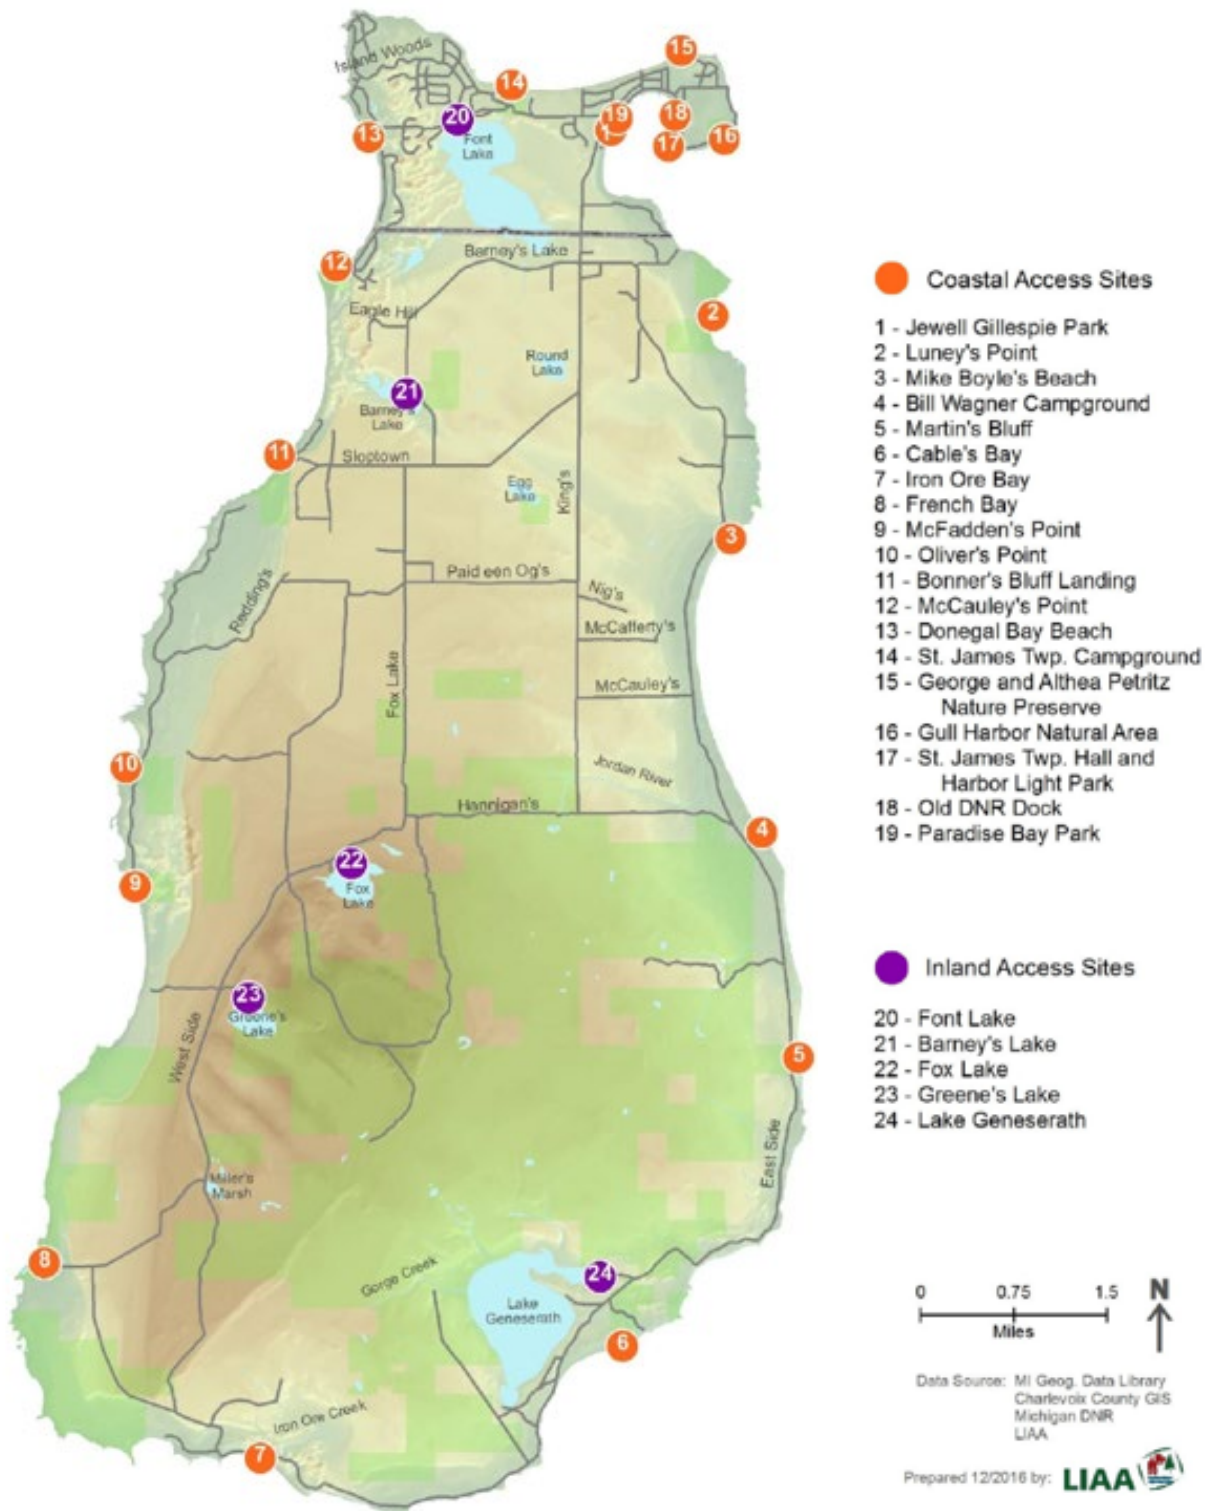 Island Woods
15
14
20
19
18
13
1
17
16
Font
Lake
Barney's Lake
12
Eagle Hill
2
Round
Lake
21
Barney's
Lake
11
Sloptown
Egg
Lake
King's
3
Redding's
Paid een Og's
Nig's
McCafferty's
Fox Lake
McCauley's
10
Jordan River
Hannigan's
4
22
9
Fox
Lake
23
Greene's
Lake
West Side
5
East Side
Miller's
Marsh
8
Gorge Creek
24
Lake
Geneserath
6
Iron Ore Creek
7
Coastal Access Sites
1 - Jewell Gillespie Park
2 - Luney's Point
3 - Mike Boyle's Beach
4 - Bill Wagner Campground
5 - Martin's Bluff
6 - Cable's Bay
7 - Iron Ore Bay
8 - French Bay
9 - McFadden's Point
10 - Oliver's Point
11 - Bonner's Bluff Landing
12 - McCauley's Point
13 - Donegal Bay Beach
14 - St. James Twp. Campground
15 - George and Althea Petritz
Nature Preserve
16 - Gull Harbor Natural Area
17 - St. James Twp. Hall and
Harbor Light Park
18 - Old DNR Dock
19 - Paradise Bay Park
Inland Access Sites
20 - Font Lake
21 - Barney's Lake
22 - Fox Lake
23 - Greene's Lake
24 - Lake Geneserath
0 0.75 1.5
Miles
N
Data Source: MI Geog. Data Library
Charlevoix County GIS
Michigan DNR
LIAA
Prepared 12/2016 by: LIAA